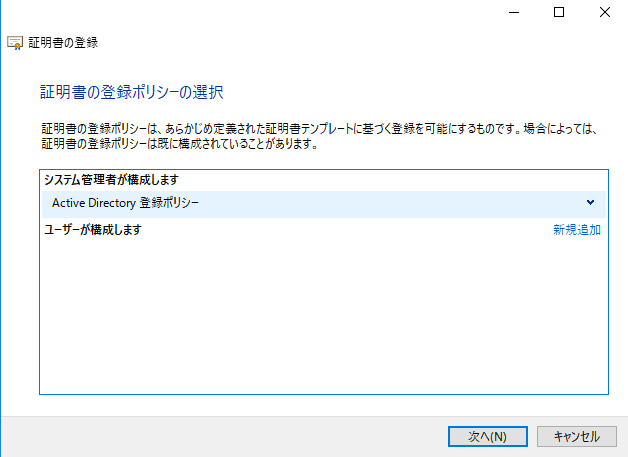 証明書の登録
証明書の登録ポリシーの選択
証明書の登録ポリシーは、あらかじめ定義された証明書テンプレートに基づく登録を可能にするものです。場合によっては、
証明書の登録ポリシーは既に構成されていることがあります。
システム管理者が構成します
Active Directory 登録ポリシー
ユーザーが構成します 新規追加
次へ(N) キャンセル